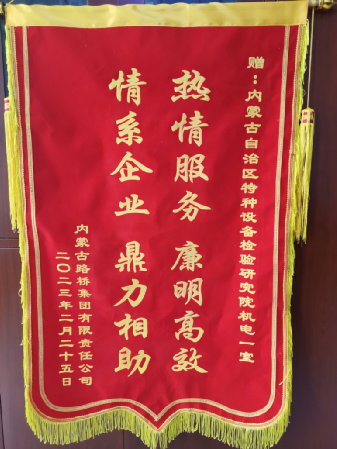 赠：内蒙古自治区特种设备检验研究院机电一室
热情服务 廉明高效
情系企业 鼎力相助
内蒙古路桥集团有限责任公司
二〇二三年二月二十五日